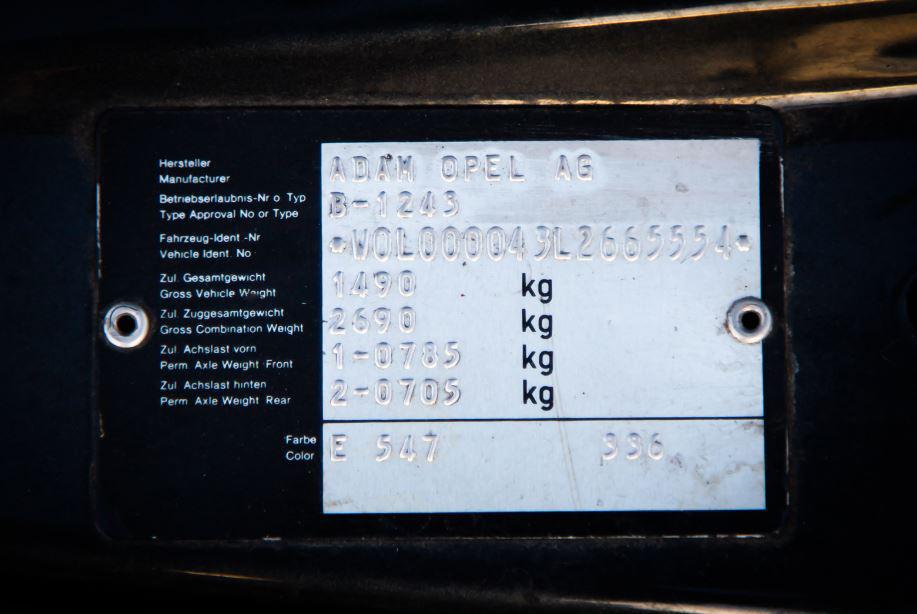 Hersteller
Manufacturer
ADAM OPEL AG
Betriebserlaubnis-Nr o Typ
Type Approval No or Type
B-1243
Fahrzeug-Ident -Nr
Vehicle Ident No
*W0L000043L2665554*
Zul. Gesamtgewicht
Gross Vehicle Weight
1490 kg
Zul. Zuggesamtgewicht
Gross Combination Weight
2690 kg
Zul. Achslast vorn
Perm. Axle Weight Front
1-0785 kg
Zul. Achslast hinten
Perm. Axle Weight Rear
2-0705 kg
Farbe
Color
E 547 996